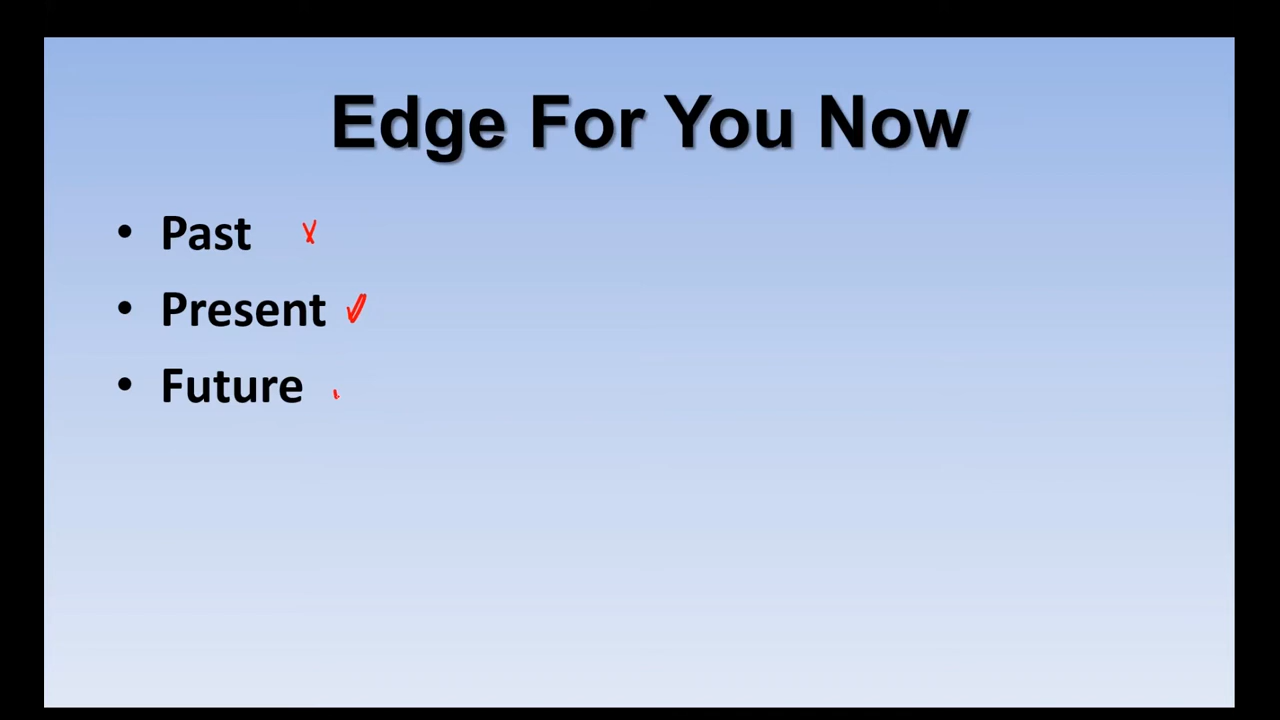 Edge For You Now
• Past x
• Present ✓
• Future